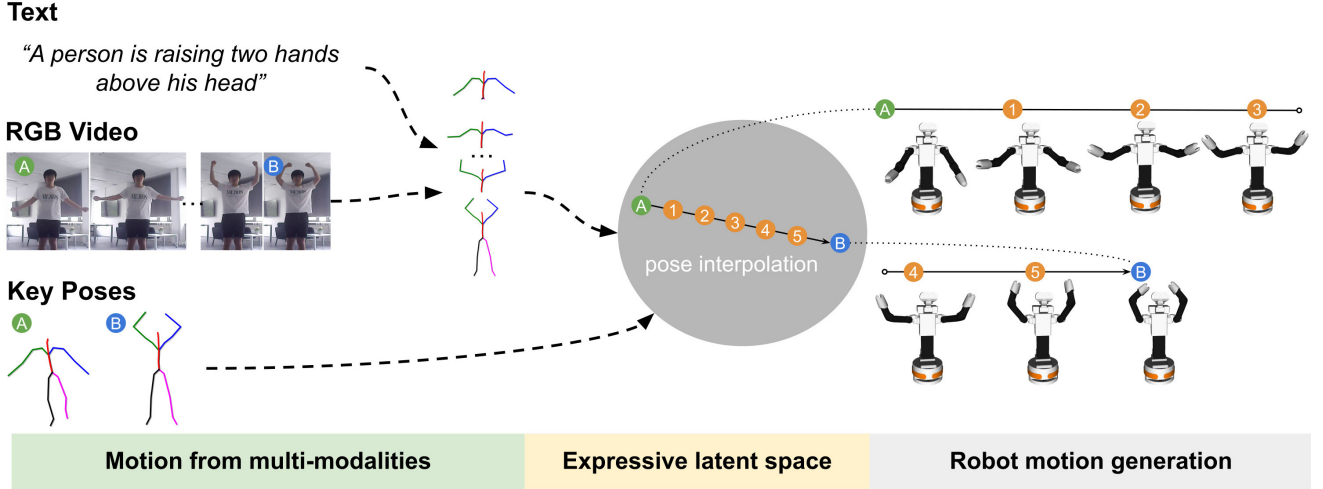 Text
“A person is raising two hands
above his head”
RGB Video
A
B
...
...
Key Poses
A
B
A
1
2
3
4
5
B
pose interpolation
A
1
2
3
4
5
B
Motion from multi-modalities
Expressive latent space
Robot motion generation